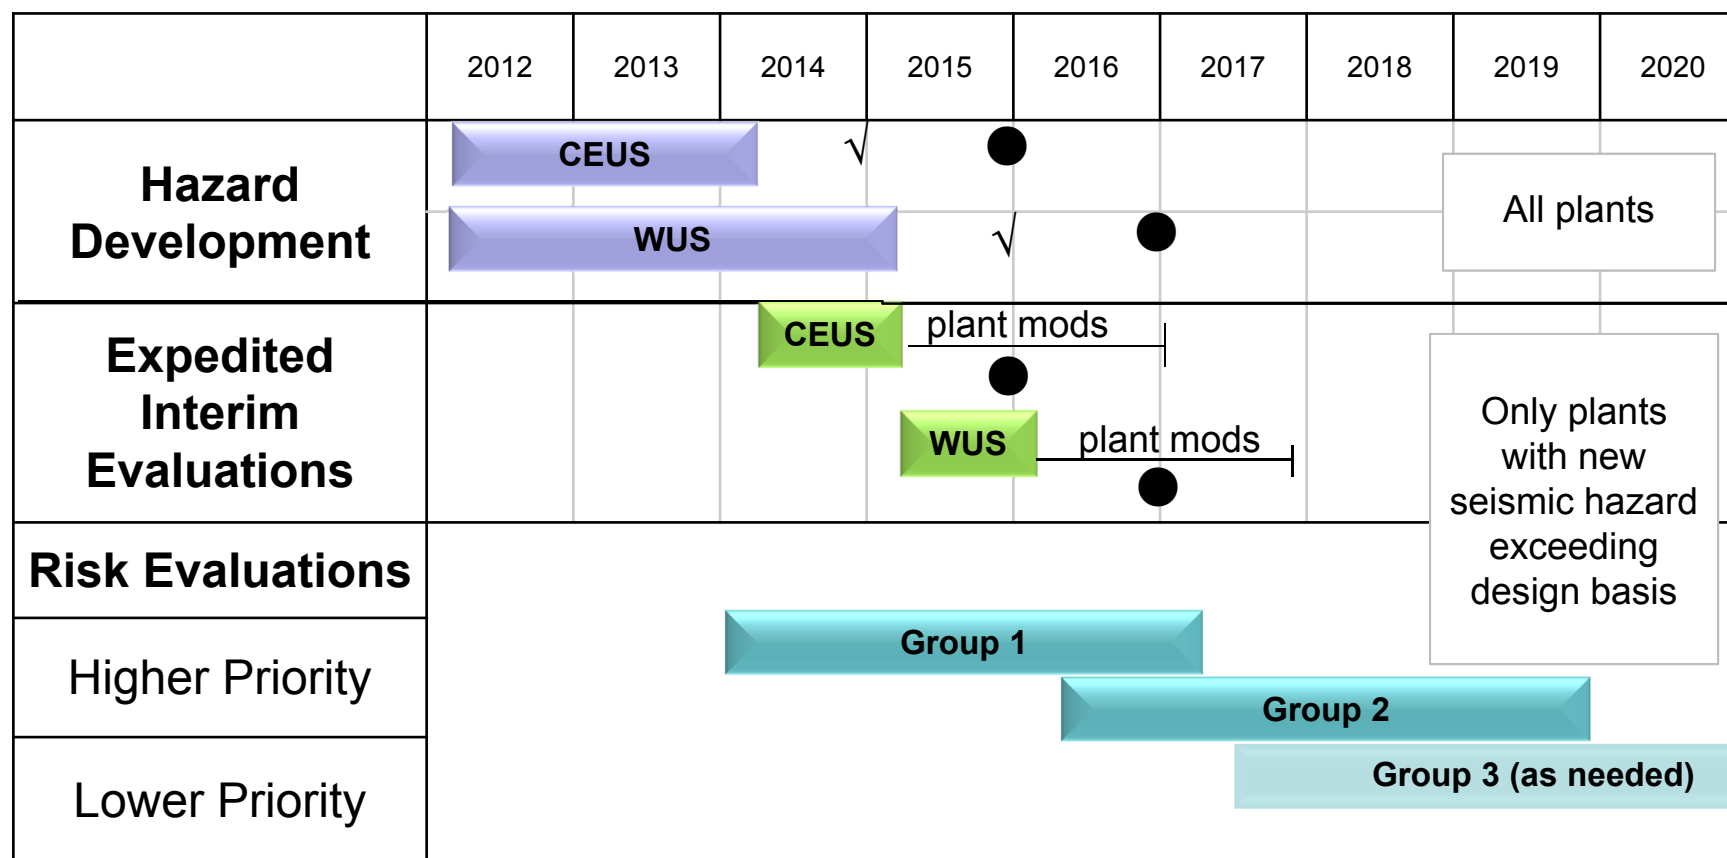 2012 2013 2014 2015 2016 2017 2018 2019 2020
Hazard
Development
CEUS √
WUS √
All plants
Expedited
Interim
Evaluations
CEUS plant mods
WUS plant mods
Only plants
with new
seismic hazard
exceeding
design basis
Risk Evaluations
Higher Priority
Group 1
Group 2
Lower Priority
Group 3 (as needed)